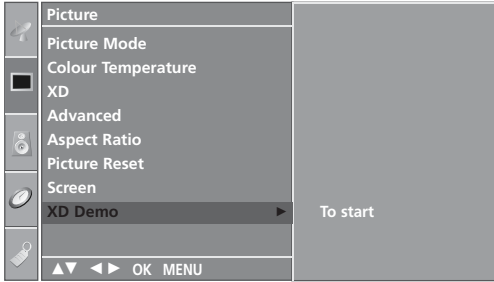 Picture
Picture Mode
Colour Temperature
XD
Advanced
Aspect Ratio
Picture Reset
Screen
XD Demo ► To start
▲▼ ◄► OK MENU